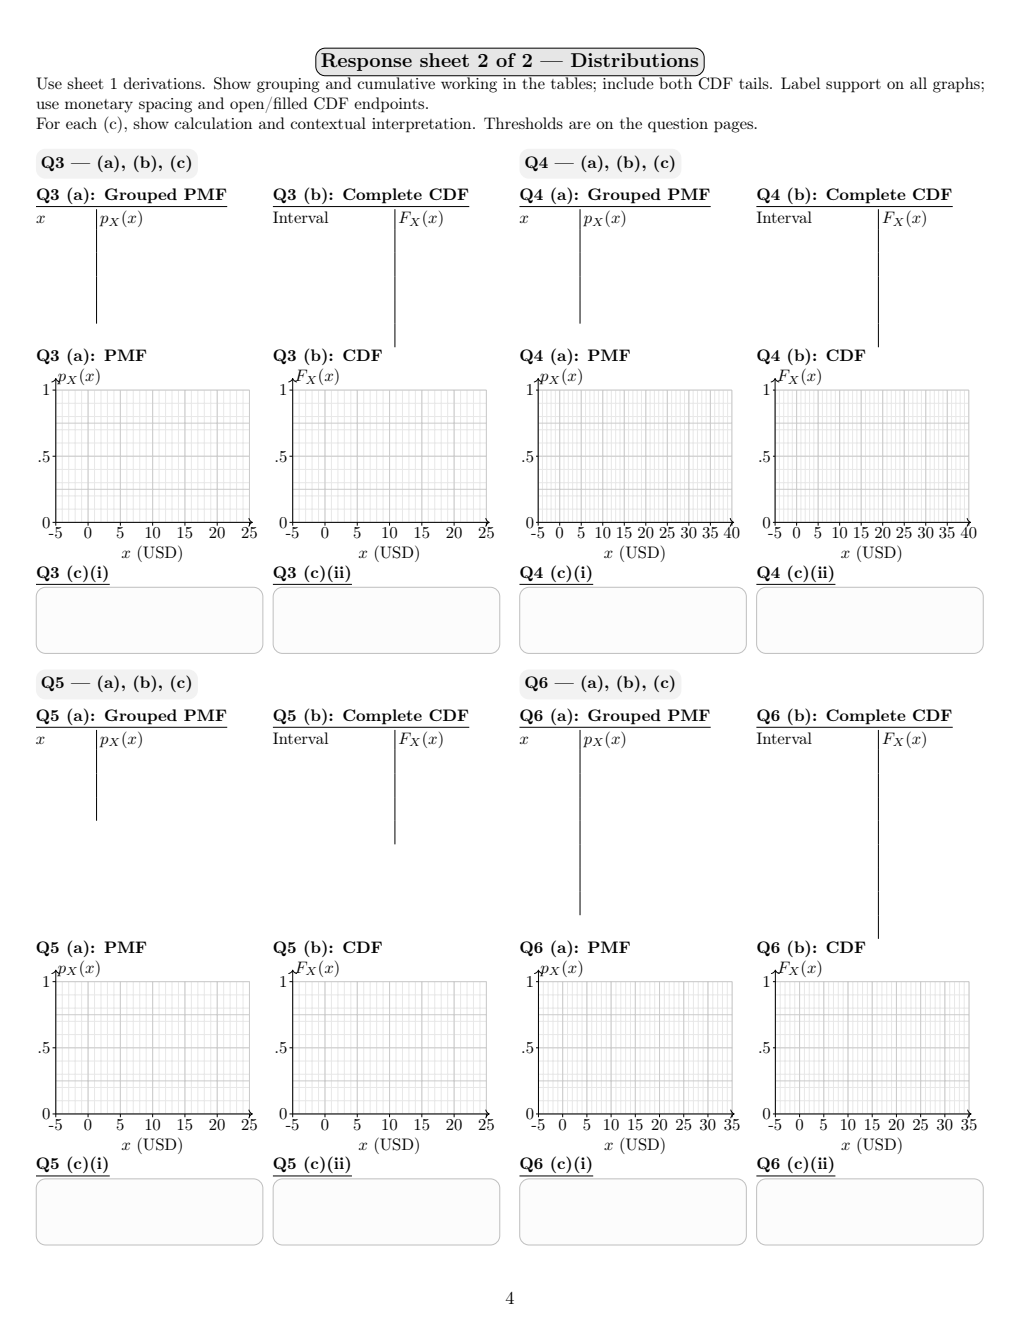 Response sheet 2 of 2 — Distributions
Use sheet 1 derivations. Show grouping and cumulative working in the tables; include both CDF tails. Label support on all graphs;
use monetary spacing and open/filled CDF endpoints.
For each (c), show calculation and contextual interpretation. Thresholds are on the question pages.
Q3 — (a), (b), (c)
Q3 (a): Grouped PMF
x p_X(x)
Q3 (b): Complete CDF
Interval F_X(x)
Q3 (a): PMF
p_X(x)
1
.5
0
-5 0 5 10 15 20 25
x (USD)
Q3 (b): CDF
F_X(x)
1
.5
0
-5 0 5 10 15 20 25
x (USD)
Q3 (c)(i)
Q3 (c)(ii)
Q4 — (a), (b), (c)
Q4 (a): Grouped PMF
x p_X(x)
Q4 (b): Complete CDF
Interval F_X(x)
Q4 (a): PMF
p_X(x)
1
.5
0
-5 0 5 10 15 20 25 30 35 40
x (USD)
Q4 (b): CDF
F_X(x)
1
.5
0
-5 0 5 10 15 20 25 30 35 40
x (USD)
Q4 (c)(i)
Q4 (c)(ii)
Q5 — (a), (b), (c)
Q5 (a): Grouped PMF
x p_X(x)
Q5 (b): Complete CDF
Interval F_X(x)
Q5 (a): PMF
p_X(x)
1
.5
0
-5 0 5 10 15 20 25
x (USD)
Q5 (b): CDF
F_X(x)
1
.5
0
-5 0 5 10 15 20 25
x (USD)
Q5 (c)(i)
Q5 (c)(ii)
Q6 — (a), (b), (c)
Q6 (a): Grouped PMF
x p_X(x)
Q6 (b): Complete CDF
Interval F_X(x)
Q6 (a): PMF
p_X(x)
1
.5
0
-5 0 5 10 15 20 25 30 35
x (USD)
Q6 (b): CDF
F_X(x)
1
.5
0
-5 0 5 10 15 20 25 30 35
x (USD)
Q6 (c)(i)
Q6 (c)(ii)
4